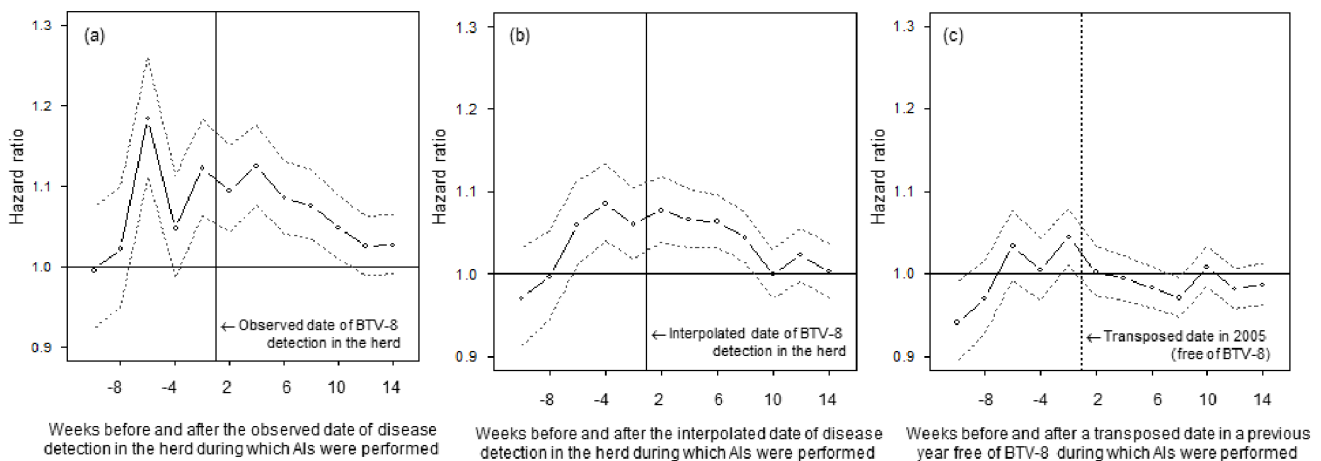 (a)
Hazard ratio
1.3
1.2
1.1
1.0
0.9
← Observed date of BTV-8
detection in the herd
-8 -4 2 6 10 14
Weeks before and after the observed date of disease
detection in the herd during which AIs were performed
(b)
Hazard ratio
1.3
1.2
1.1
1.0
0.9
← Interpolated date of BTV-8
detection in the herd
-8 -4 2 6 10 14
Weeks before and after the interpolated date of disease
detection in the herd during which AIs were performed
(c)
Hazard ratio
1.3
1.2
1.1
1.0
0.9
← Transposed date in 2005
(free of BTV-8)
-8 -4 2 6 10 14
Weeks before and after a transposed date in a previous
year free of BTV-8 during which AIs were performed